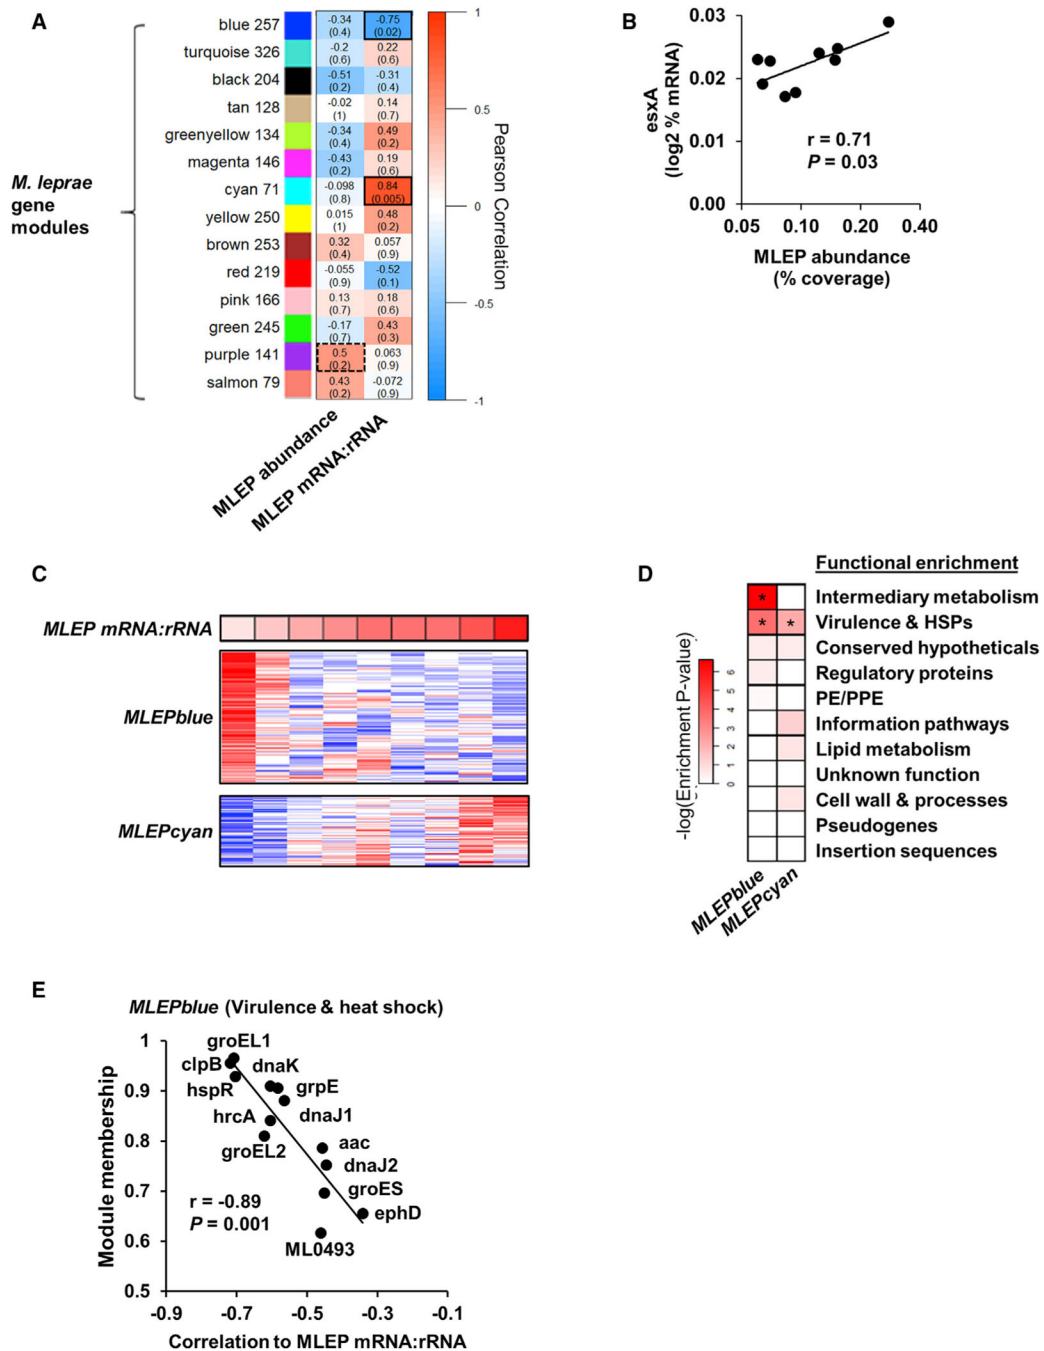 A
blue 257
-0.34
(0.4)
-0.75
(0.02)
turquoise 326
-0.2
(0.6)
0.22
(0.6)
black 204
-0.51
(0.2)
-0.31
(0.4)
tan 128
-0.02
(1)
0.14
(0.7)
greenyellow 134
-0.34
(0.4)
0.49
(0.2)
magenta 146
-0.43
(0.2)
0.19
(0.6)
cyan 71
-0.098
(0.8)
0.84
(0.005)
yellow 250
0.015
(1)
0.48
(0.2)
brown 253
0.32
(0.4)
0.057
(0.9)
red 219
-0.055
(0.9)
-0.52
(0.1)
pink 166
0.13
(0.7)
0.18
(0.6)
green 245
-0.17
(0.7)
0.43
(0.3)
purple 141
0.5
(0.2)
0.063
(0.9)
salmon 79
0.43
(0.2)
-0.072
(0.9)
M. leprae
gene
modules
MLEP abundance
MLEP mRNA:rRNA
1
0.5
0
-0.5
-1
Pearson Correlation
B
0.03
0.02
0.01
0.00
esxA
(log2 % mRNA)
r = 0.71
P = 0.03
0.05
0.10
0.20
0.40
MLEP abundance
(% coverage)
C
MLEP mRNA:rRNA
MLEPblue
MLEPcyan
D
Functional enrichment
* Intermediary metabolism
* * Virulence & HSPs
Conserved hypotheticals
Regulatory proteins
PE/PPE
Information pathways
Lipid metabolism
Unknown function
Cell wall & processes
Pseudogenes
Insertion sequences
-log(Enrichment P-value)
6
5
4
3
2
1
0
MLEPblue
MLEPcyan
E
MLEPblue (Virulence & heat shock)
Module membership
1
0.9
0.8
0.7
0.6
0.5
groEL1
clpB
dnaK
hspR
grpE
hrcA
dnaJ1
groEL2
aac
dnaJ2
groES
ephD
ML0493
r = -0.89
P = 0.001
-0.9
-0.7
-0.5
-0.3
-0.1
Correlation to MLEP mRNA:rRNA